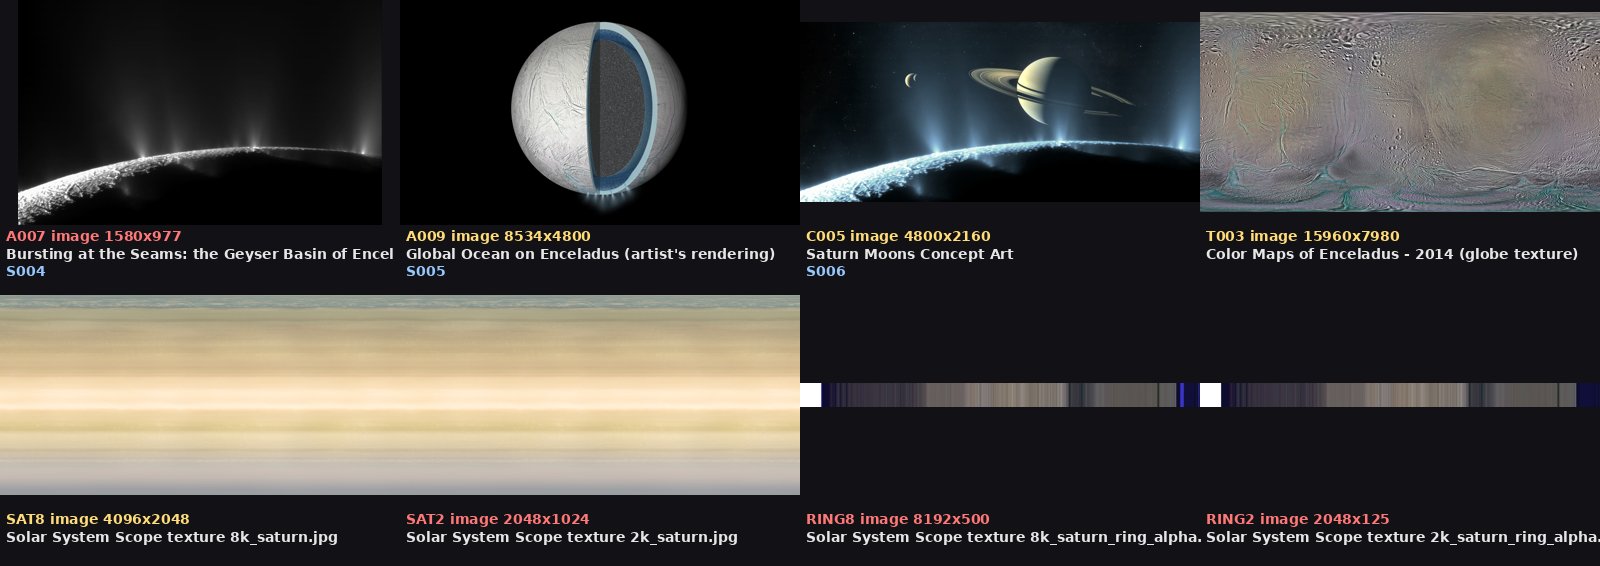 A007 image 1580x977
Bursting at the Seams: the Geyser Basin of Encel
S004
A009 image 8534x4800
Global Ocean on Enceladus (artist's rendering)
S005
C005 image 4800x2160
Saturn Moons Concept Art
S006
T003 image 15960x7980
Color Maps of Enceladus - 2014 (globe texture)
SAT8 image 4096x2048
Solar System Scope texture 8k_saturn.jpg
SAT2 image 2048x1024
Solar System Scope texture 2k_saturn.jpg
RING8 image 8192x500
Solar System Scope texture 8k_saturn_ring_alpha.
RING2 image 2048x125
Solar System Scope texture 2k_saturn_ring_alpha.